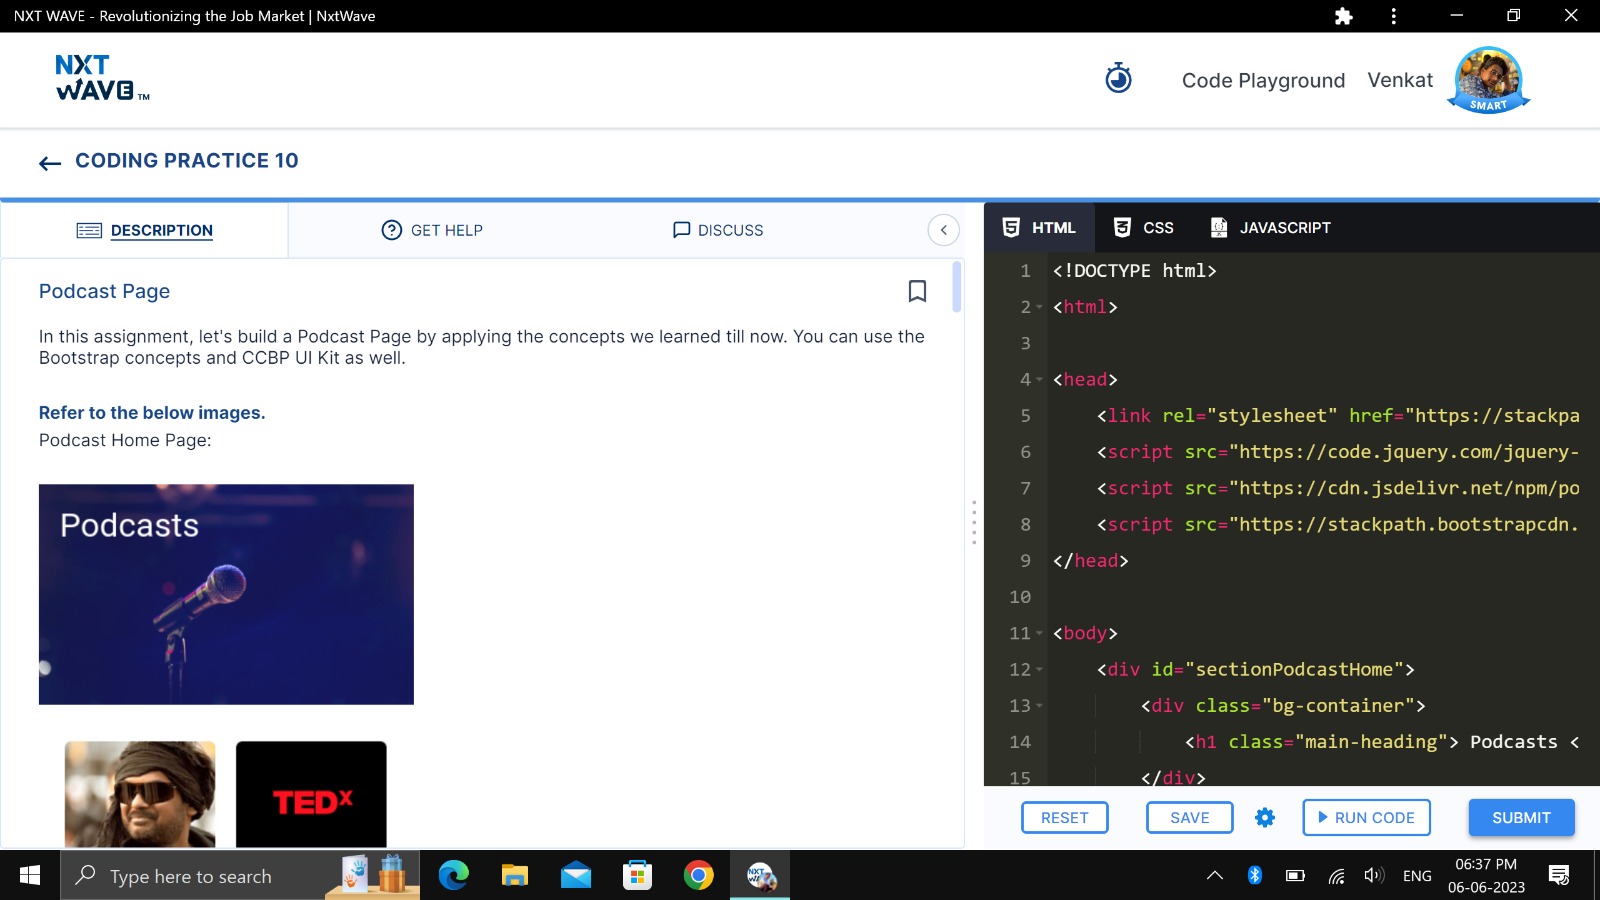 NXT WAVE - Revolutionizing the Job Market | NxtWave
NXT
WAVE TM
Code Playground
Venkat
SMART
CODING PRACTICE 10
DESCRIPTION
GET HELP
DISCUSS
HTML
CSS
JAVASCRIPT
Podcast Page
In this assignment, let's build a Podcast Page by applying the concepts we learned till now. You can use the
Bootstrap concepts and CCBP UI Kit as well.
Refer to the below images.
Podcast Home Page:
Podcasts
TEDx
1 <!DOCTYPE html>
2 <html>
3
4 <head>
5 <link rel="stylesheet" href="https://stackpa
6 <script src="https://code.jquery.com/jquery-
7 <script src="https://cdn.jsdelivr.net/npm/po
8 <script src="https://stackpath.bootstrapcdn.
9 </head>
10
11 <body>
12 <div id="sectionPodcastHome">
13 <div class="bg-container">
14 <h1 class="main-heading"> Podcasts <
15 </div>
RESET
SAVE
RUN CODE
SUBMIT
Type here to search
NXT
ENG
06:37 PM
06-06-2023